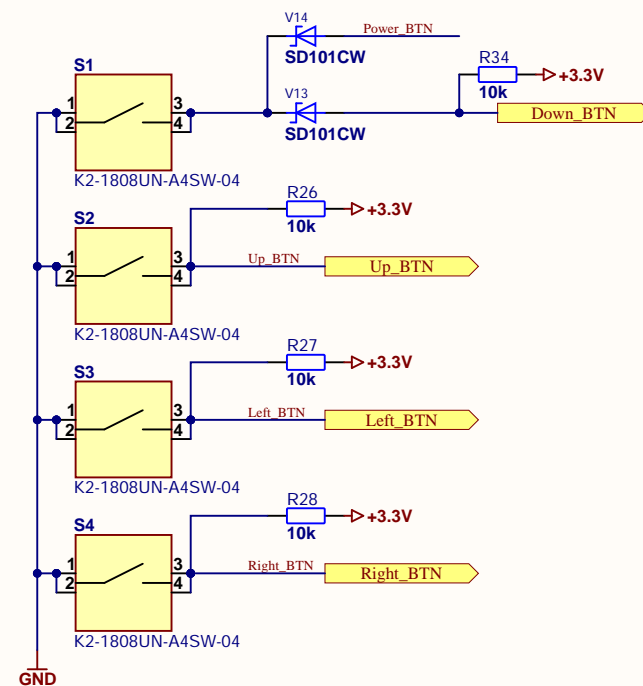 V14
Power_BTN
SD101CW
R34
+3.3V
10k
S1
V13
1
3
2
4
Down_BTN
SD101CW
K2-1808UN-A4SW-04
R26
+3.3V
10k
S2
1
3
2
4
Up_BTN
Up_BTN
K2-1808UN-A4SW-04
R27
+3.3V
10k
S3
1
3
2
4
Left_BTN
Left_BTN
K2-1808UN-A4SW-04
R28
+3.3V
10k
S4
1
3
2
4
Right_BTN
Right_BTN
K2-1808UN-A4SW-04
GND